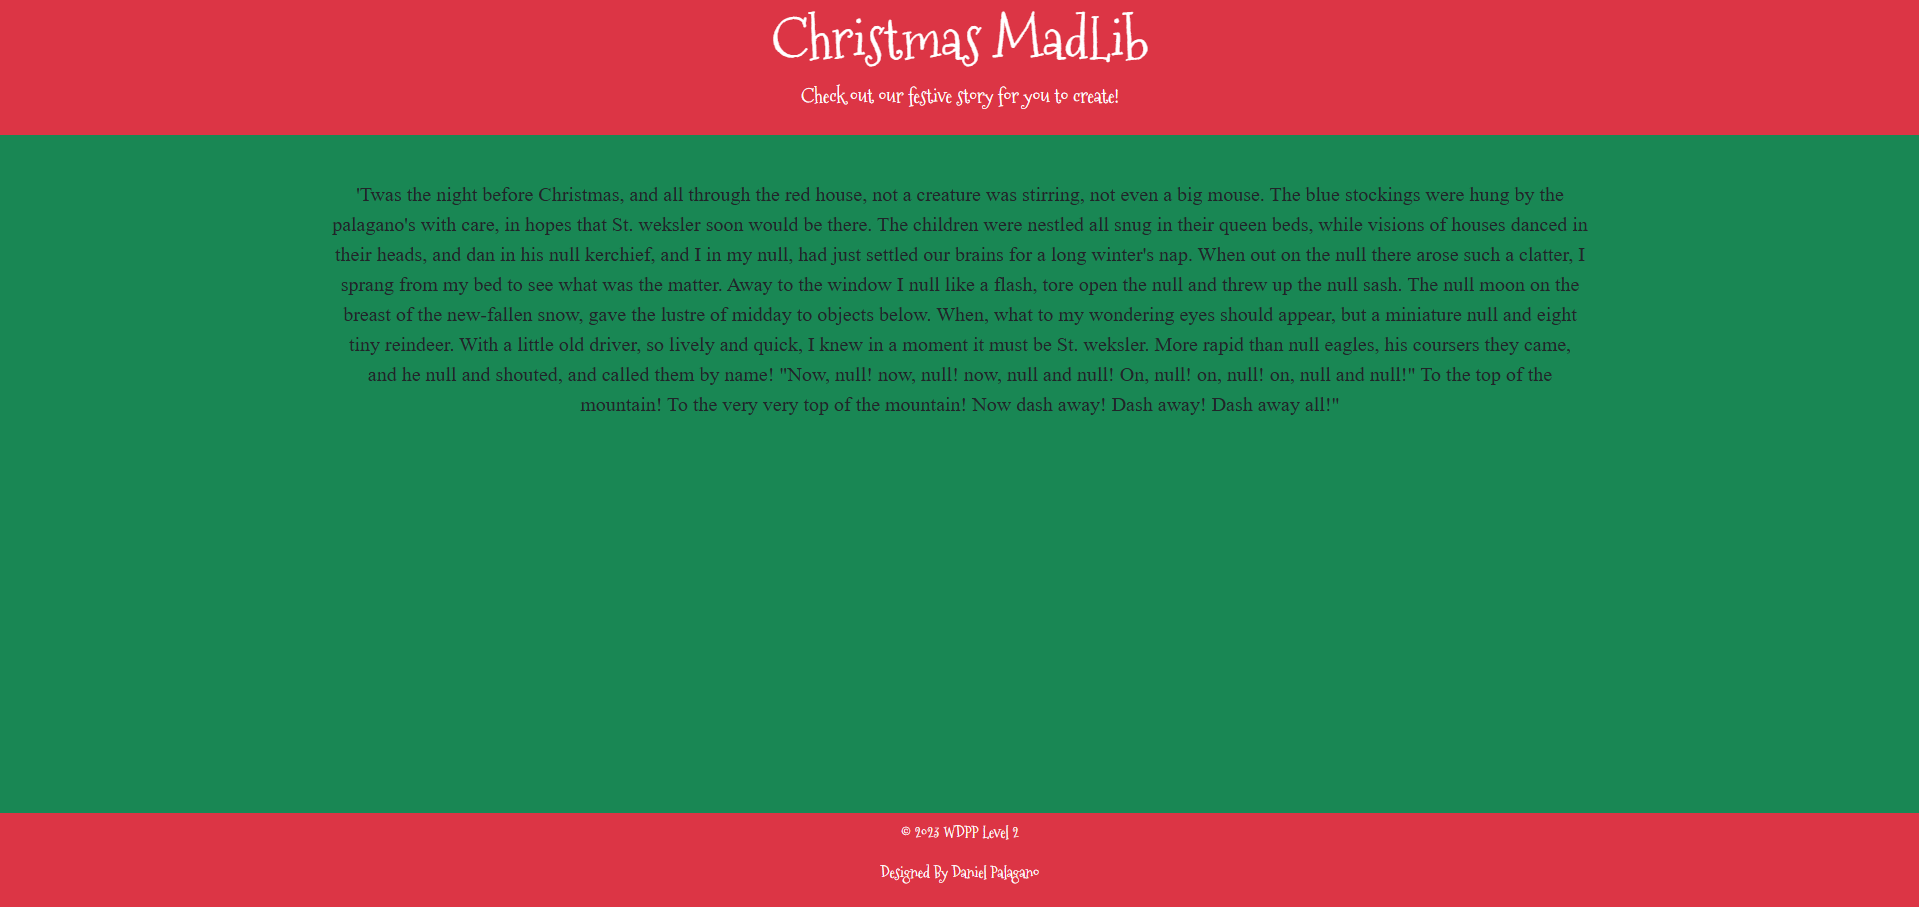 Christmas MadLib
Check out our festive story for you to create!
'Twas the night before Christmas, and all through the red house, not a creature was stirring, not even a big mouse. The blue stockings were hung by the
palagano's with care, in hopes that St. weksler soon would be there. The children were nestled all snug in their queen beds, while visions of houses danced in
their heads, and dan in his null kerchief, and I in my null, had just settled our brains for a long winter's nap. When out on the null there arose such a clatter, I
sprang from my bed to see what was the matter. Away to the window I null like a flash, tore open the null and threw up the null sash. The null moon on the
breast of the new-fallen snow, gave the lustre of midday to objects below. When, what to my wondering eyes should appear, but a miniature null and eight
tiny reindeer. With a little old driver, so lively and quick, I knew in a moment it must be St. weksler. More rapid than null eagles, his coursers they came,
and he null and shouted, and called them by name! "Now, null! now, null! now, null and null! On, null! on, null! on, null and null!" To the top of the
mountain! To the very very top of the mountain! Now dash away! Dash away! Dash away all!"
© 2023 WDPP Level 2
Designed By Daniel Palagano